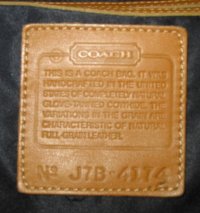 COACH
THIS IS A COACH BAG. IT WAS
HANDCRAFTED IN THE UNITED
STATES OF COMPLETELY NATURAL
GLOVE-TANNED COWHIDE. THE
VARIATIONS IN THE GRAIN ARE
CHARACTERISTIC OF NATURAL
FULL-GRAIN LEATHER.
Nº J7B-4174